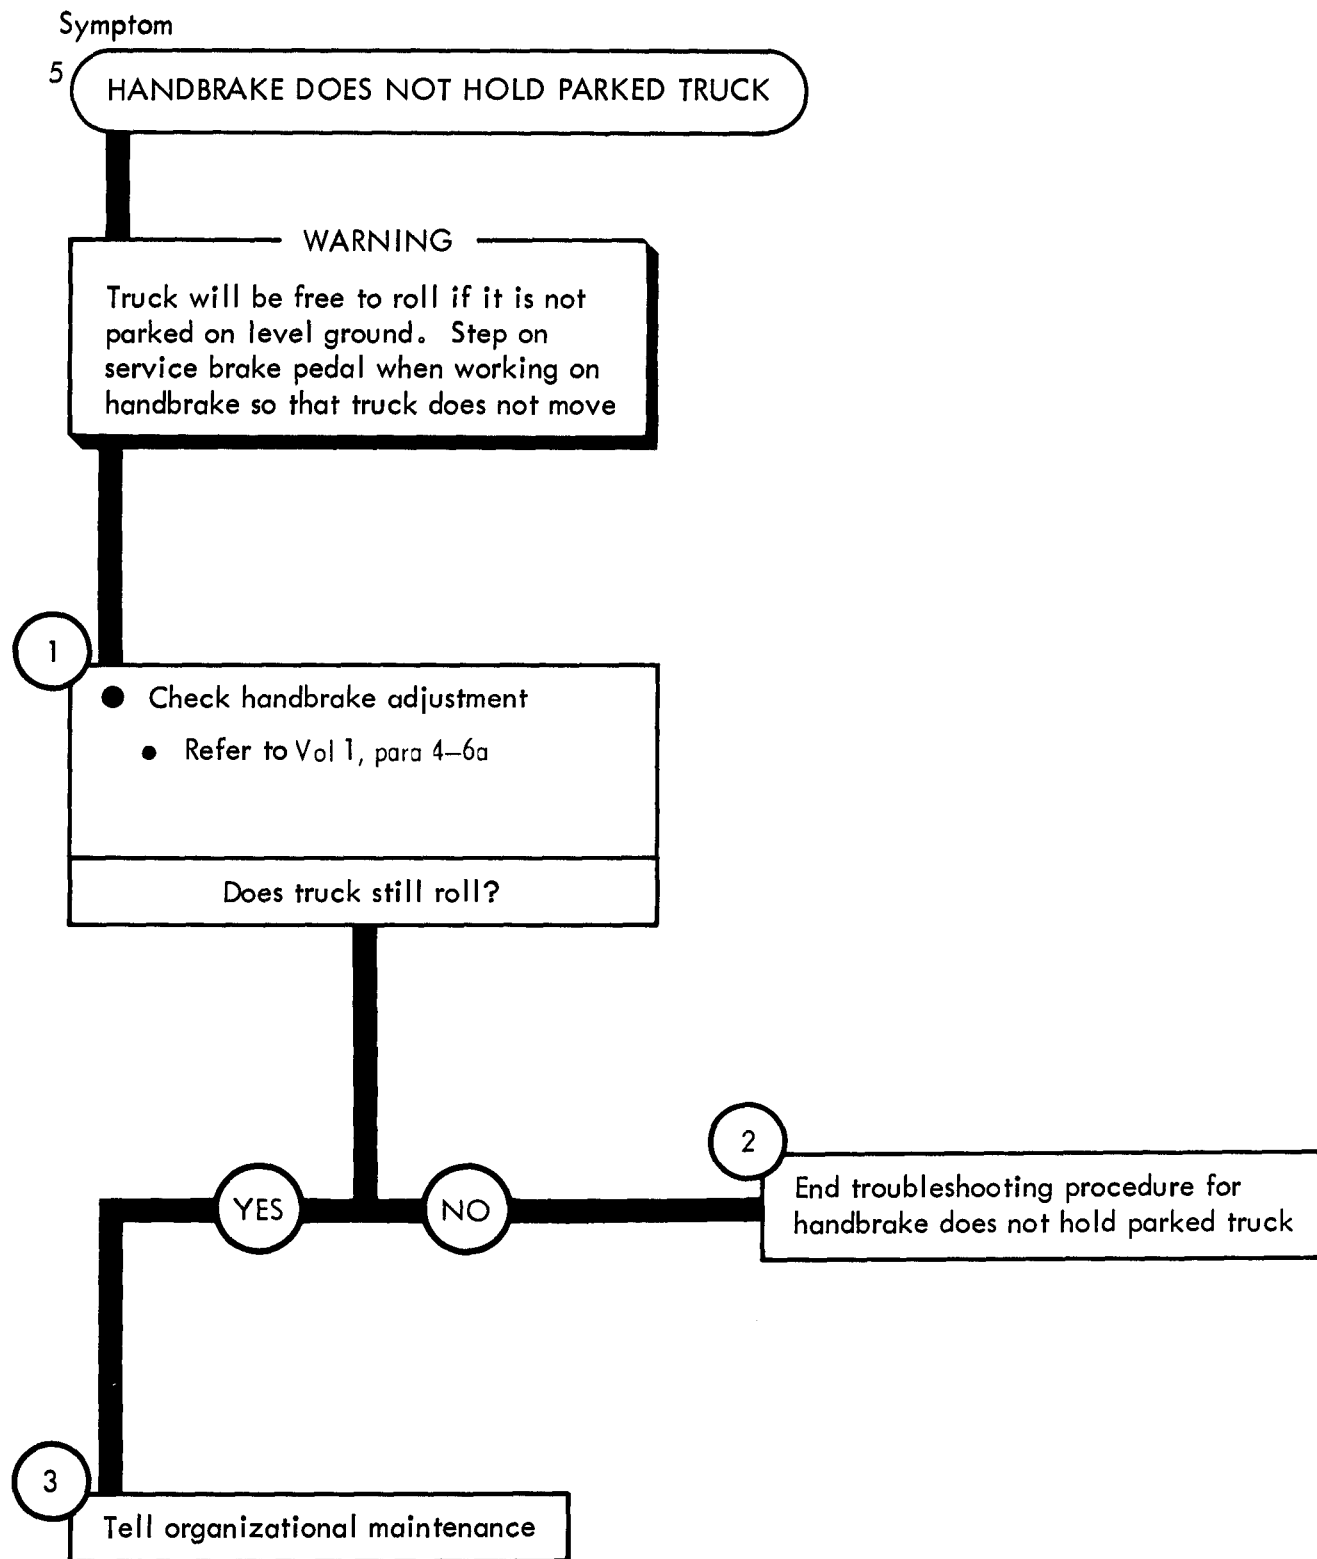 Symptom
5
HANDBRAKE DOES NOT HOLD PARKED TRUCK
WARNING
Truck will be free to roll if it is not
parked on level ground. Step on
service brake pedal when working on
handbrake so that truck does not move
1
● Check handbrake adjustment
● Refer to Vol 1, para 4–6a
Does truck still roll?
YES
NO
2
End troubleshooting procedure for
handbrake does not hold parked truck
3
Tell organizational maintenance